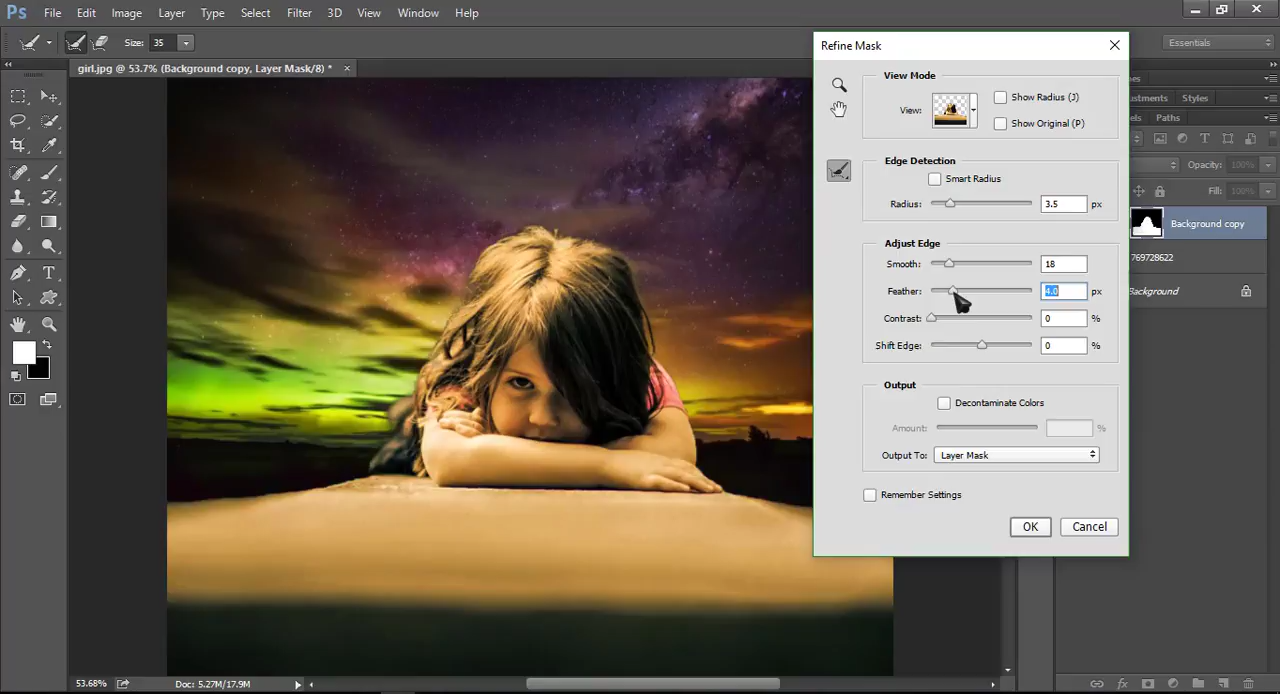 Ps File Edit Image Layer Type Select Filter 3D View Window Help
Size: 35 Essentials
girl.jpg @ 53.7% (Background copy, Layer Mask/8) * ×
Refine Mask
View Mode
View:
Show Radius (J)
Show Original (P)
Edge Detection
Smart Radius
Radius: 3.5 px
Adjust Edge
Smooth: 18
Feather: 4.0 px
Contrast: 0 %
Shift Edge: 0 %
Output
Decontaminate Colors
Amount: %
Output To: Layer Mask
Remember Settings
OK Cancel
Styles
Paths
Opacity: 100%
Fill: 100%
Background copy
769728622
Background
53.68% Doc: 5.27M/17.9M